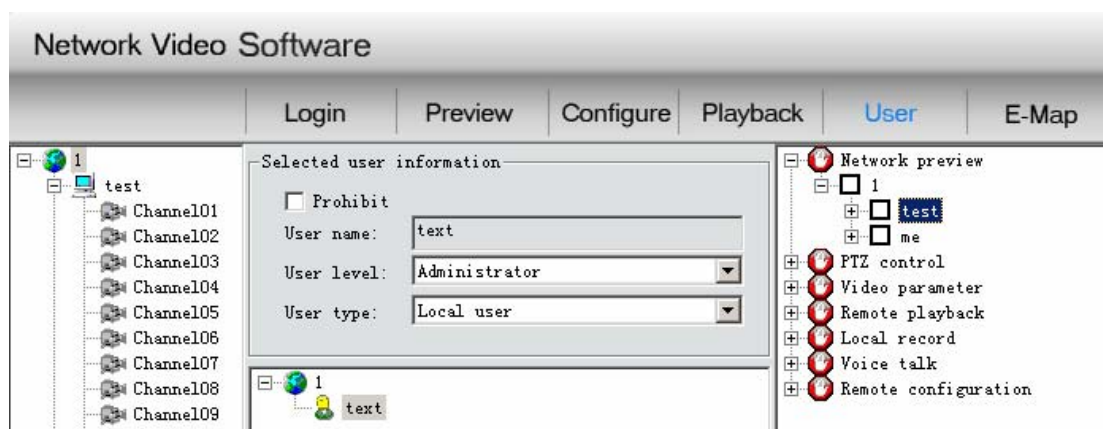 Network Video Software
Login Preview Configure Playback User E-Map
1
test
Channel01
Channel02
Channel03
Channel04
Channel05
Channel06
Channel07
Channel08
Channel09
Selected user information
Prohibit
User name: text
User level: Administrator
User type: Local user
1
text
Network preview
1
test
me
PTZ control
Video parameter
Remote playback
Local record
Voice talk
Remote configuration